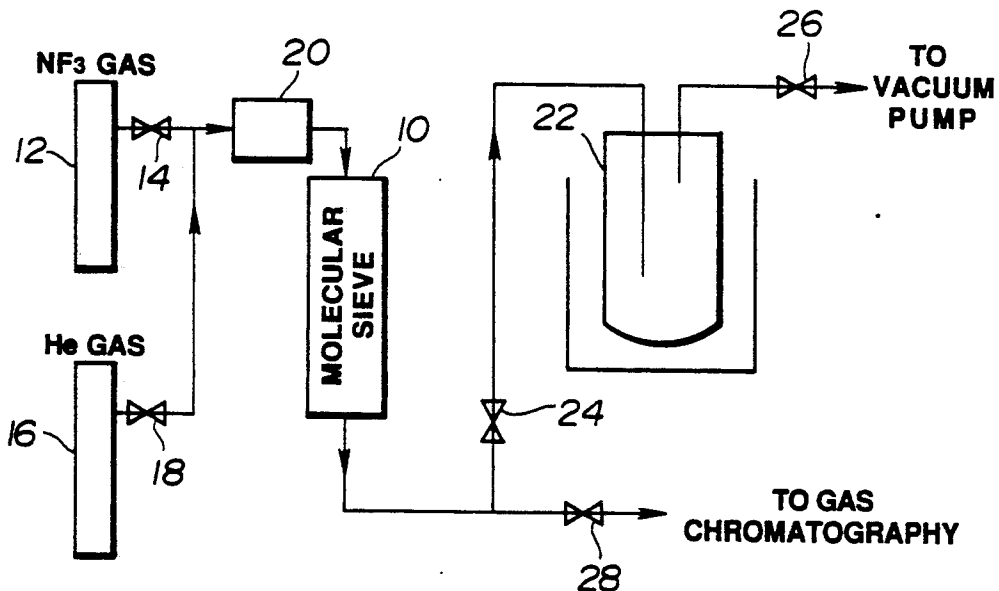 NF3 GAS
20
26
TO
VACUUM
PUMP
12
14
10
22
MOLECULAR
SIEVE
He GAS
16
18
24
TO GAS
CHROMATOGRAPHY
28